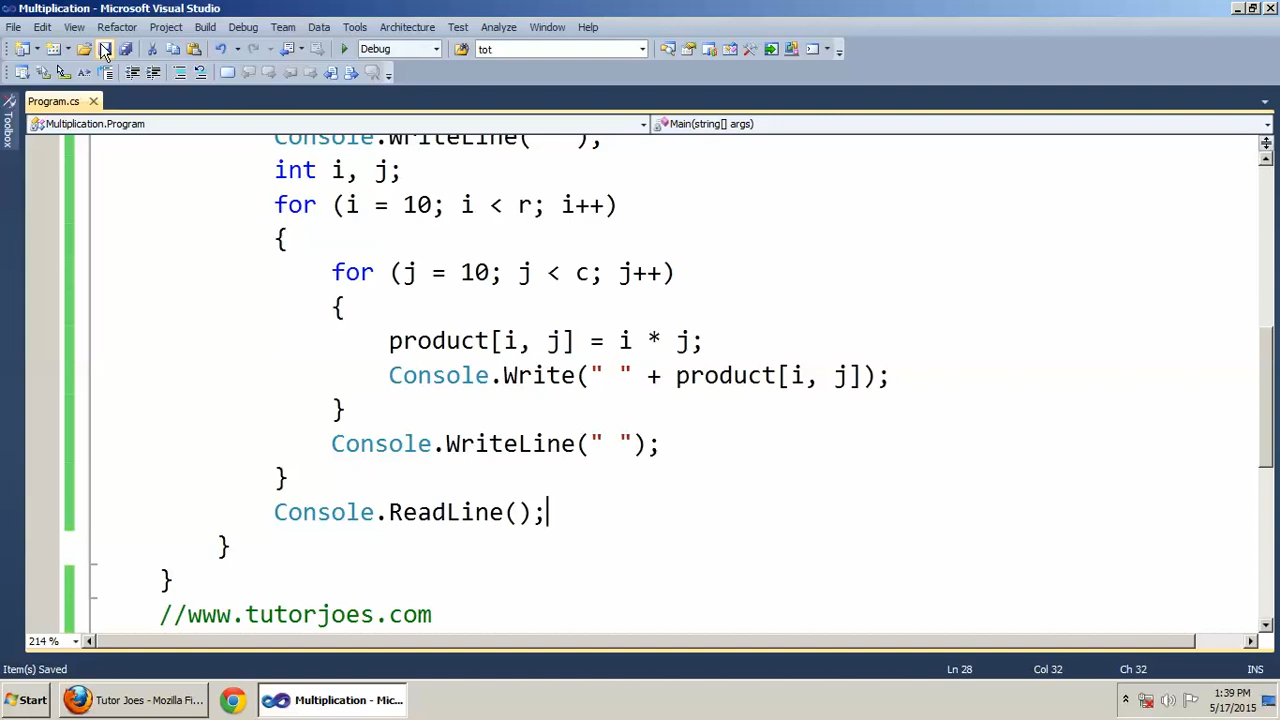 Multiplication - Microsoft Visual Studio
File Edit View Refactor Project Build Debug Team Data Tools Architecture Test Analyze Window Help
Debug tot
Toolbox
Program.cs
Multiplication.Program Main(string[] args)
Console.WriteLine(" ");
int i, j;
for (i = 10; i < r; i++)
{
for (j = 10; j < c; j++)
{
product[i, j] = i * j;
Console.Write(" " + product[i, j]);
}
Console.WriteLine(" ");
}
Console.ReadLine();
}
}
//www.tutorjoes.com
214 %
Item(s) Saved Ln 28 Col 32 Ch 32 INS
Start Tutor Joes - Mozilla Fi... Multiplication - Mic... 1:39 PM
5/17/2015